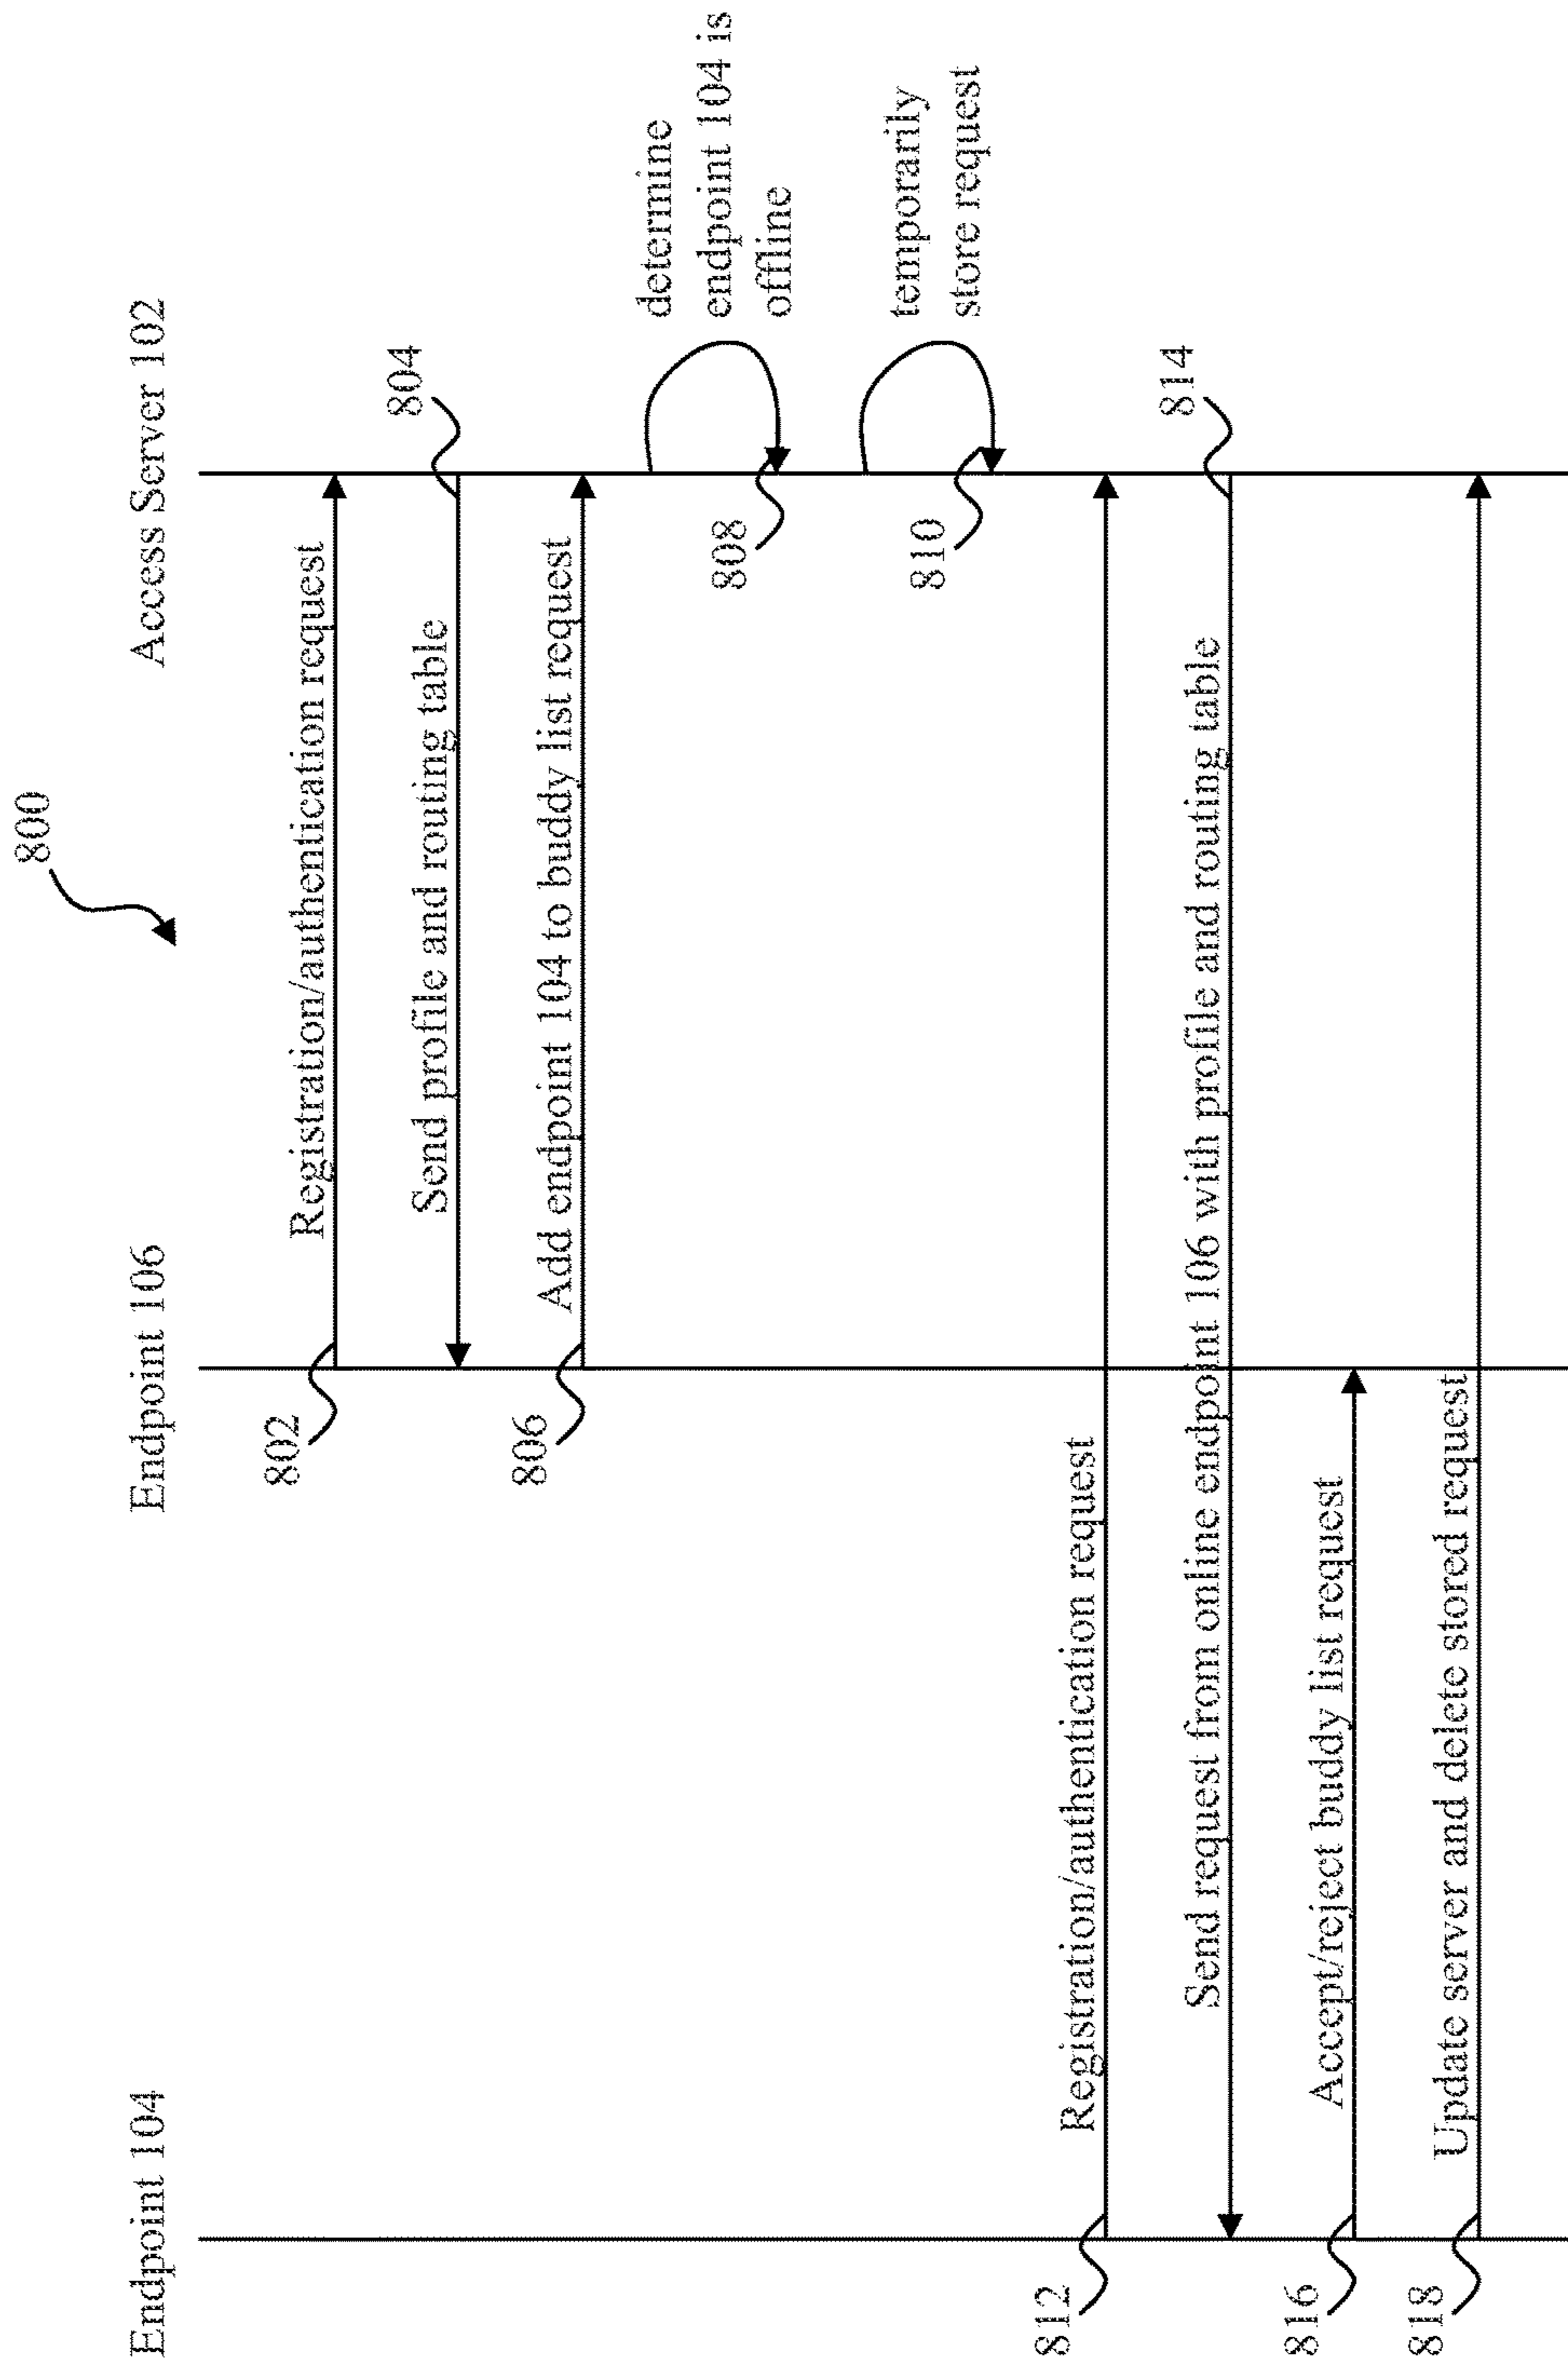 800
Endpoint 104
Endpoint 106
Access Server 102
802
Registration/authentication request
804
Send profile and routing table
806
Add endpoint 104 to buddy list request
808
determine
endpoint 104 is
offline
810
temporarily
store request
812
Registration/authentication request
814
Send request from online endpoint 106 with profile and routing table
816
Accept/reject buddy list request
818
Update server and delete stored request